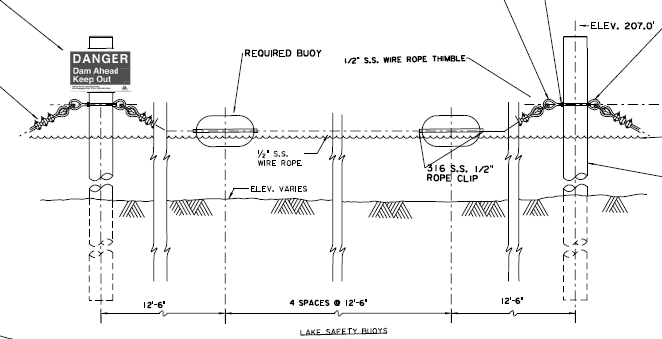 ELEV. 207.0'
DANGER
Dam Ahead
Keep Out
REQUIRED BUOY
1/2" S.S. WIRE ROPE THIMBLE
1/2" S.S.
WIRE ROPE
316 S.S. 1/2"
ROPE CLIP
ELEV. VARIES
12'-6"
4 SPACES @ 12'-6"
12'-6"
LAKE SAFETY BUOYS